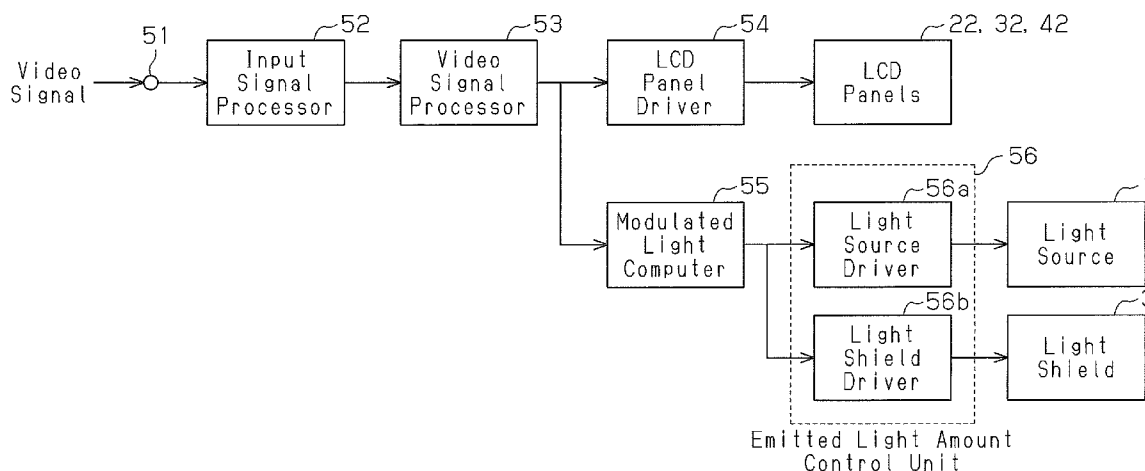 51
52
53
54
22, 32, 42
Video
Signal
Input
Signal
Processor
Video
Signal
Processor
LCD
Panel
Driver
LCD
Panels
56
55
56a
Modulated
Light
Computer
Light
Source
Driver
Light
Source
56b
3
Light
Shield
Driver
Light
Shield
Emitted Light Amount
Control Unit